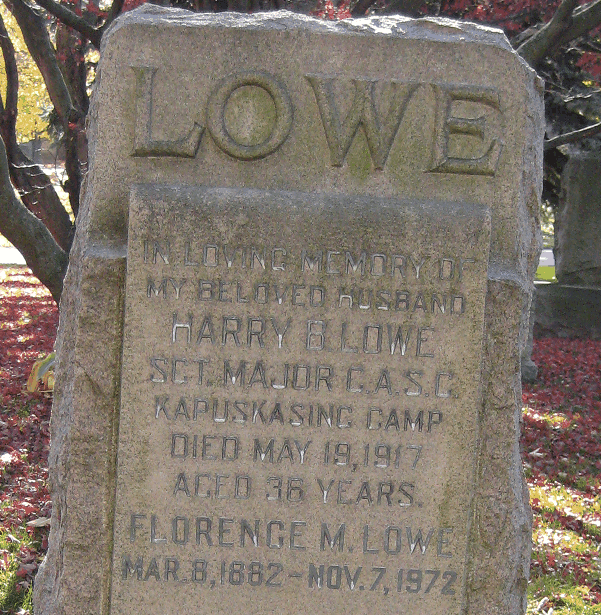 LOWE
IN LOVING MEMORY OF
MY BELOVED HUSBAND
HARRY B. LOWE
SGT. MAJOR C.A.S.C.
KAPUSKASING CAMP
DIED MAY 19, 1917
AGED 36 YEARS.
FLORENCE M. LOWE
MAR. 8, 1882 - NOV. 7, 1972